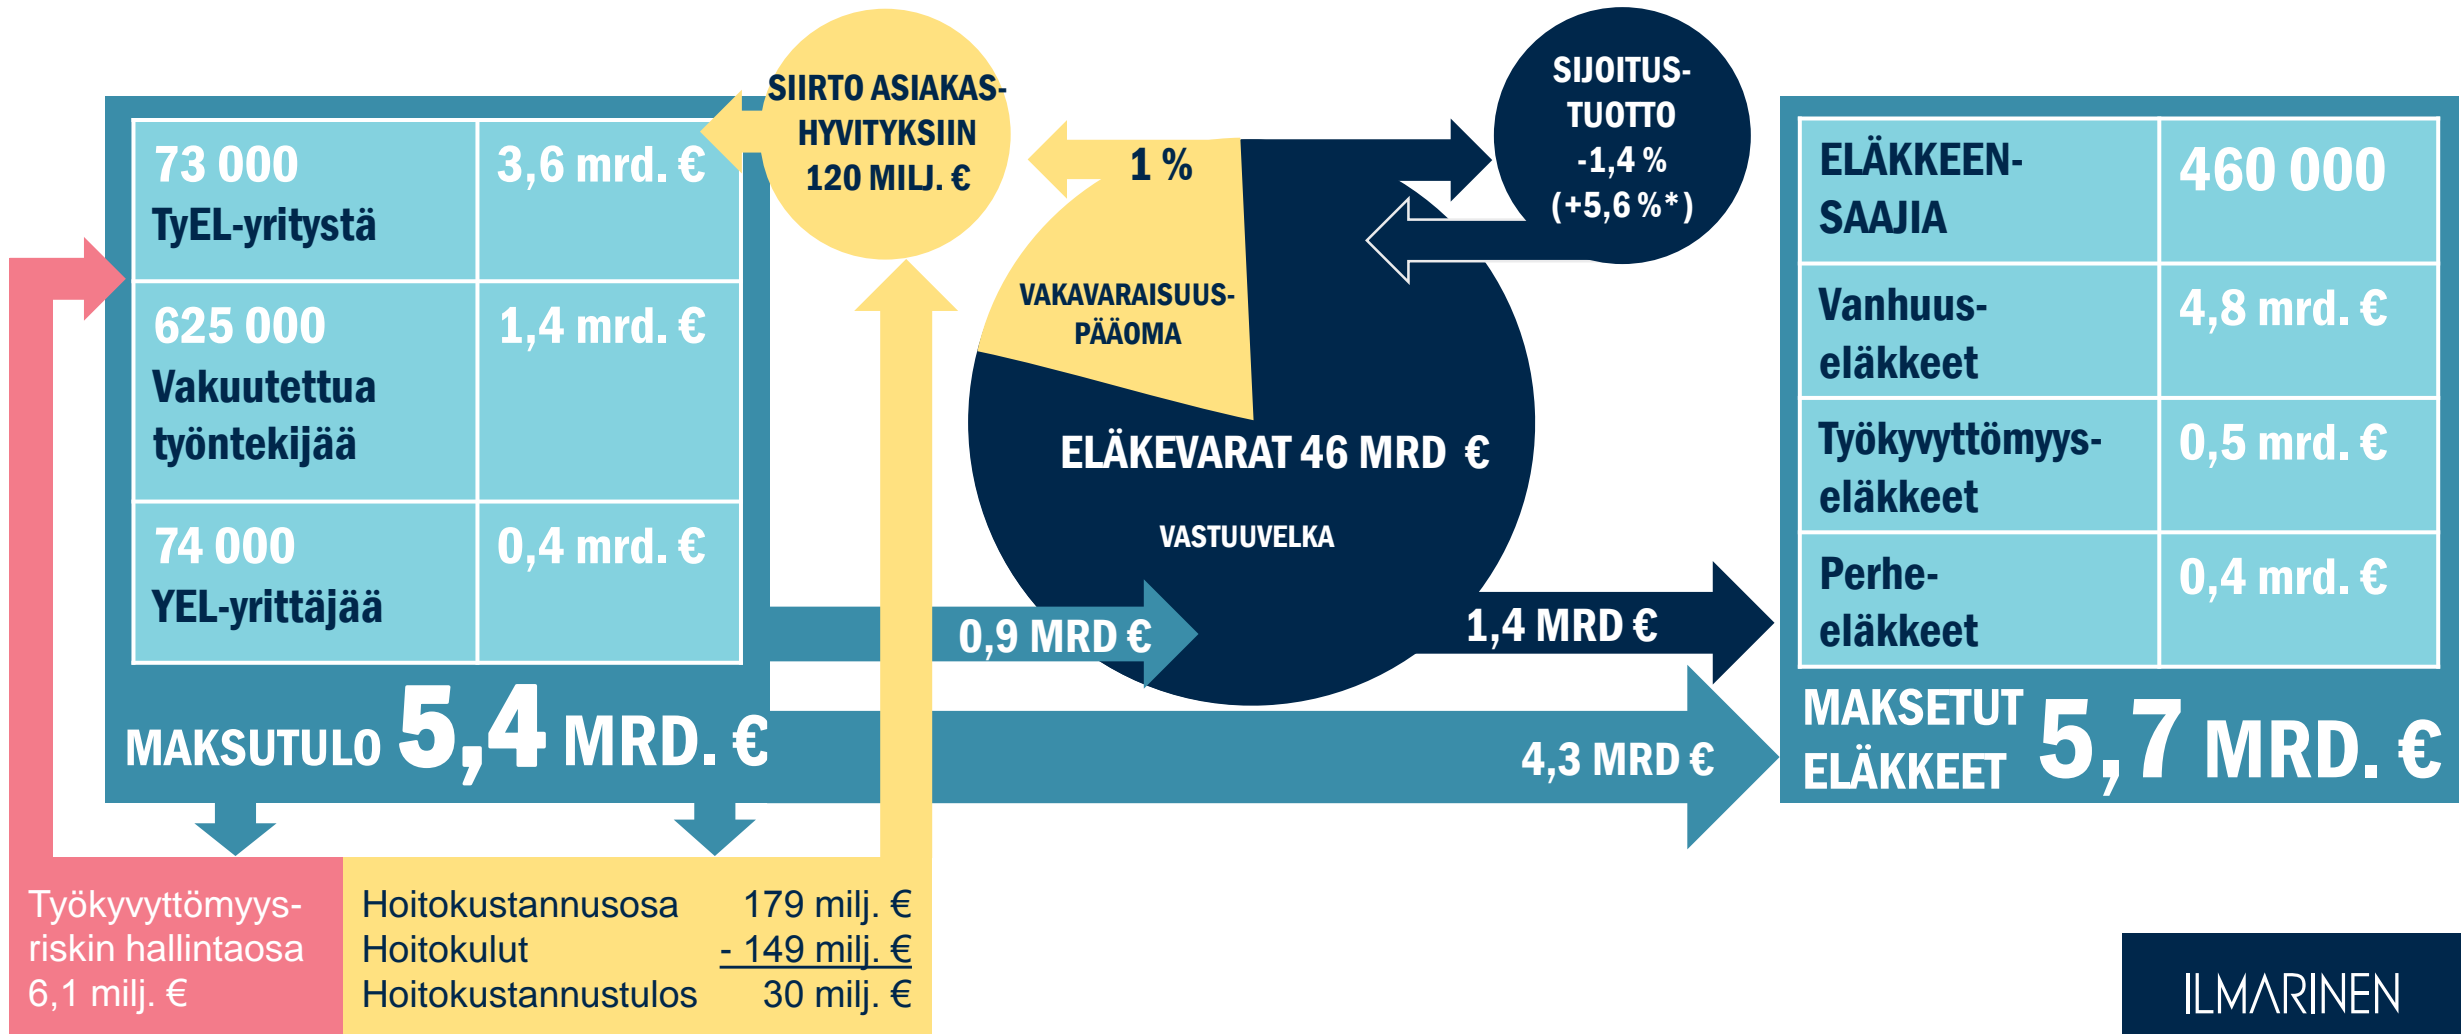 73 000
TyEL-yritystä
3,6 mrd. €
625 000
Vakuutettua
työntekijää
1,4 mrd. €
74 000
YEL-yrittäjää
0,4 mrd. €
MAKSUTULO 5,4 MRD. €
SIIRTO ASIAKAS-
HYVITYKSIIN
120 MILJ. €
1 %
VAKAVARAISUUS-
PÄÄOMA
ELÄKEVARAT 46 MRD €
VASTUUVELKA
SIJOITUS-
TUOTTO
-1,4 %
(+5,6 %*)
0,9 MRD €
1,4 MRD €
4,3 MRD €
ELÄKKEEN-
SAAJIA
460 000
Vanhuus-
eläkkeet
4,8 mrd. €
Työkyvyttömyys-
eläkkeet
0,5 mrd. €
Perhe-
eläkkeet
0,4 mrd. €
MAKSETUT
ELÄKKEET
5,7 MRD. €
Työkyvyttömyys-
riskin hallintaosa
6,1 milj. €
Hoitokustannusosa 179 milj. €
Hoitokulut - 149 milj. €
Hoitokustannustulos 30 milj. €
ILMARINEN